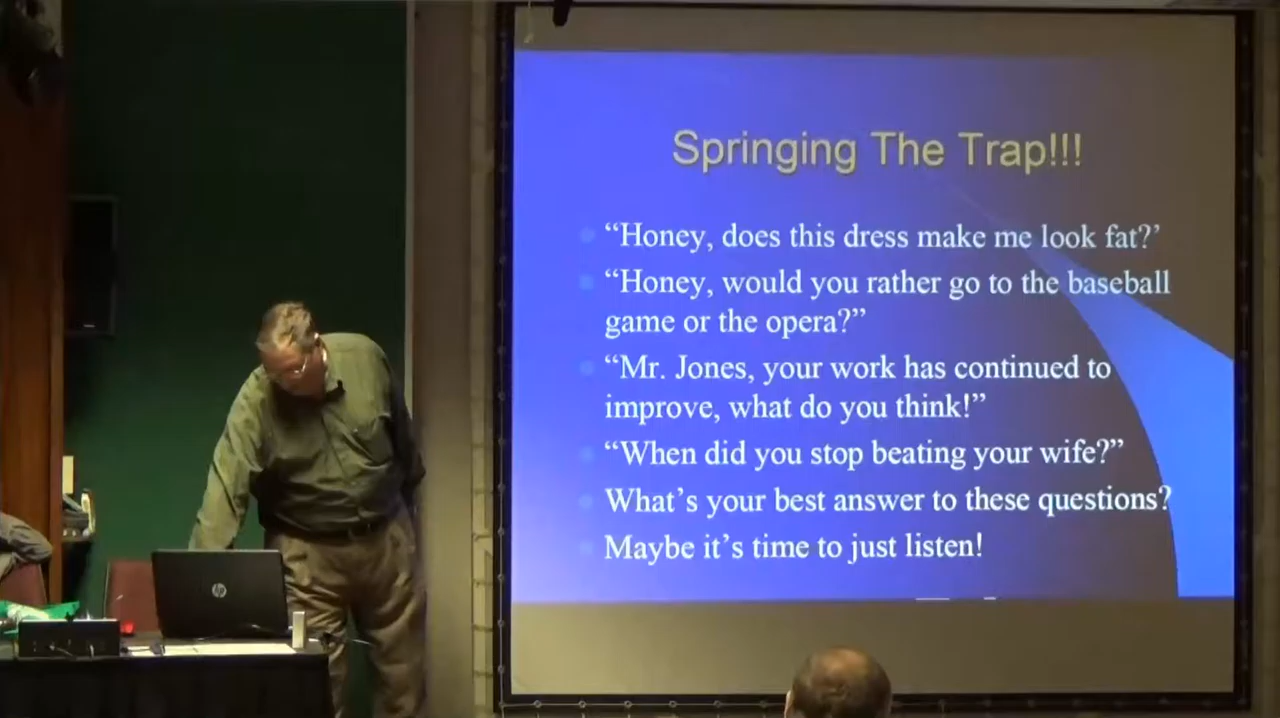 Springing The Trap!!!
“Honey, does this dress make me look fat?’
“Honey, would you rather go to the baseball
game or the opera?”
“Mr. Jones, your work has continued to
improve, what do you think!”
“When did you stop beating your wife?”
What’s your best answer to these questions?
Maybe it’s time to just listen!
hp